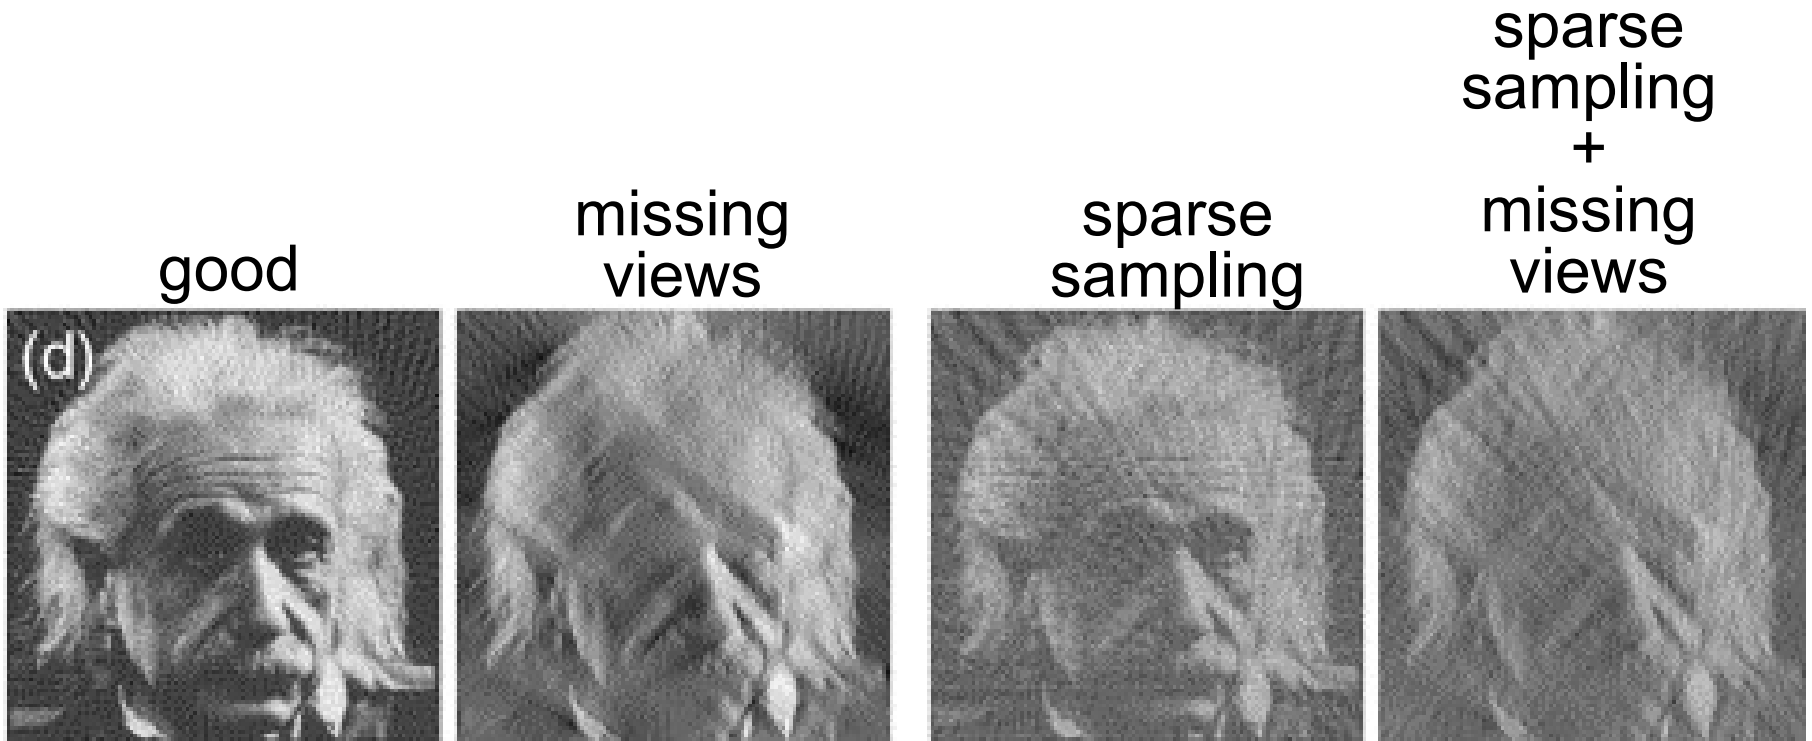 good
missing
views
sparse
sampling
sparse
sampling
+
missing
views
(d)